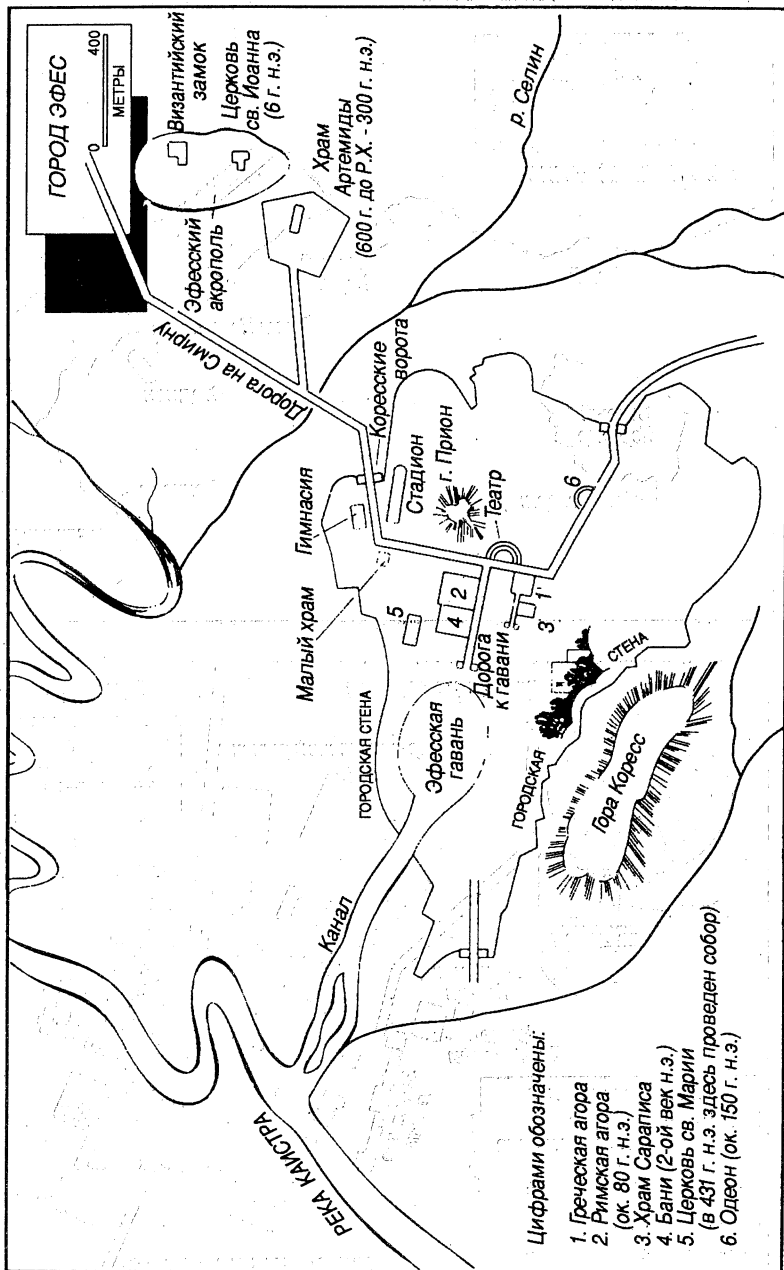 ГОРОД ЭФЕС
0 400
МЕТРЫ
Византийский
замок
Церковь
св. Иоанна
(6 г. н.э.)
Эфесский
акрополь
Храм
Артемиды
(600 г. до Р.Х. - 300 г. н.э.)
р. Селин
Дорога на Смирну
Коресские
ворота
Гимнасия
Стадион
г. Прион
Малый храм
Театр
6
5
4
2
1
3
Дорога
к гавани
ГОРОДСКАЯ СТЕНА
Эфесская
гавань
ГОРОДСКАЯ
СТЕНА
Гора Коресс
Канал
РЕКА КАИСТРА
Цифрами обозначены:
1. Греческая агора
2. Римская агора
(ок. 80 г. н.э.)
3. Храм Сараписа
4. Бани (2-ой век н.э.)
5. Церковь св. Марии
(в 431 г. н.э. здесь проведен собор)
6. Одеон (ок. 150 г. н.э.)